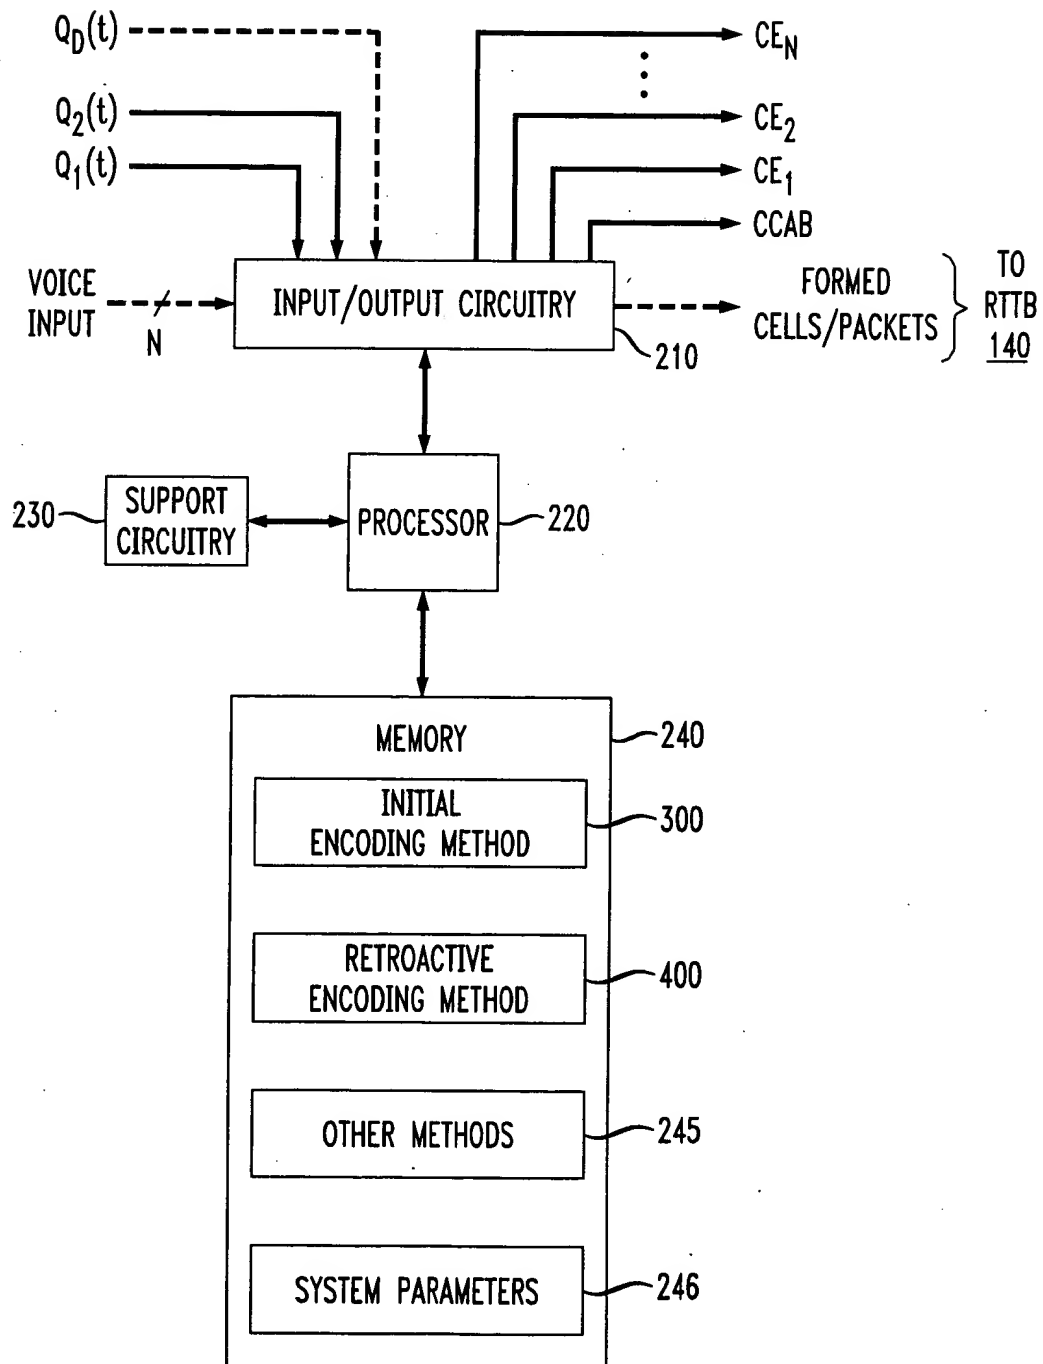 Q_D(t)
CE_N
Q_2(t)
CE_2
Q_1(t)
CE_1
CCAB
VOICE
INPUT
N
INPUT/OUTPUT CIRCUITRY
210
FORMED
CELLS/PACKETS
TO
RTTB
140
230
SUPPORT
CIRCUITRY
PROCESSOR
220
MEMORY
240
INITIAL
ENCODING METHOD
300
RETROACTIVE
ENCODING METHOD
400
OTHER METHODS
245
SYSTEM PARAMETERS
246